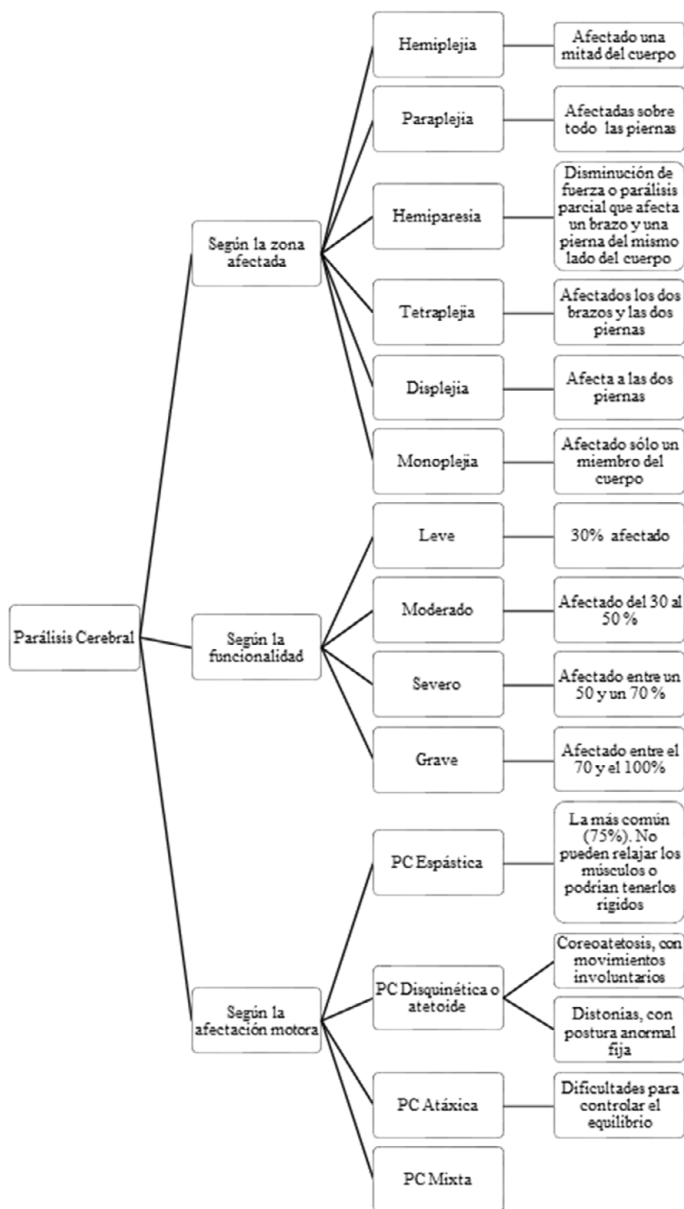 Hemiplejia
Afectado una
mitad del cuerpo
Paraplejia
Afectadas sobre
todo las piernas
Hemiparesia
Disminución de
fuerza o parálisis
parcial que afecta
un brazo y una
pierna del mismo
lado del cuerpo
Según la zona
afectada
Tetraplejia
Afectados los dos
brazos y las dos
piernas
Displejia
Afecta a las dos
piernas
Monoplejia
Afectado sólo un
miembro del
cuerpo
Leve
30% afectado
Moderado
Afectado del 30 al
50 %
Parálisis Cerebral
Según la
funcionalidad
Severo
Afectado entre un
50 y un 70 %
Grave
Afectado entre el
70 y el 100%
PC Espástica
La más común
(75%). No
pueden relajar los
músculos o
podrían tenerlos
rígidos
Según la
afectación motora
PC Disquinética o
atetoide
Coreoatetosis, con
movimientos
involuntarios
Distonías, con
postura anormal
fija
PC Atáxica
Dificultades para
controlar el
equilibrio
PC Mixta